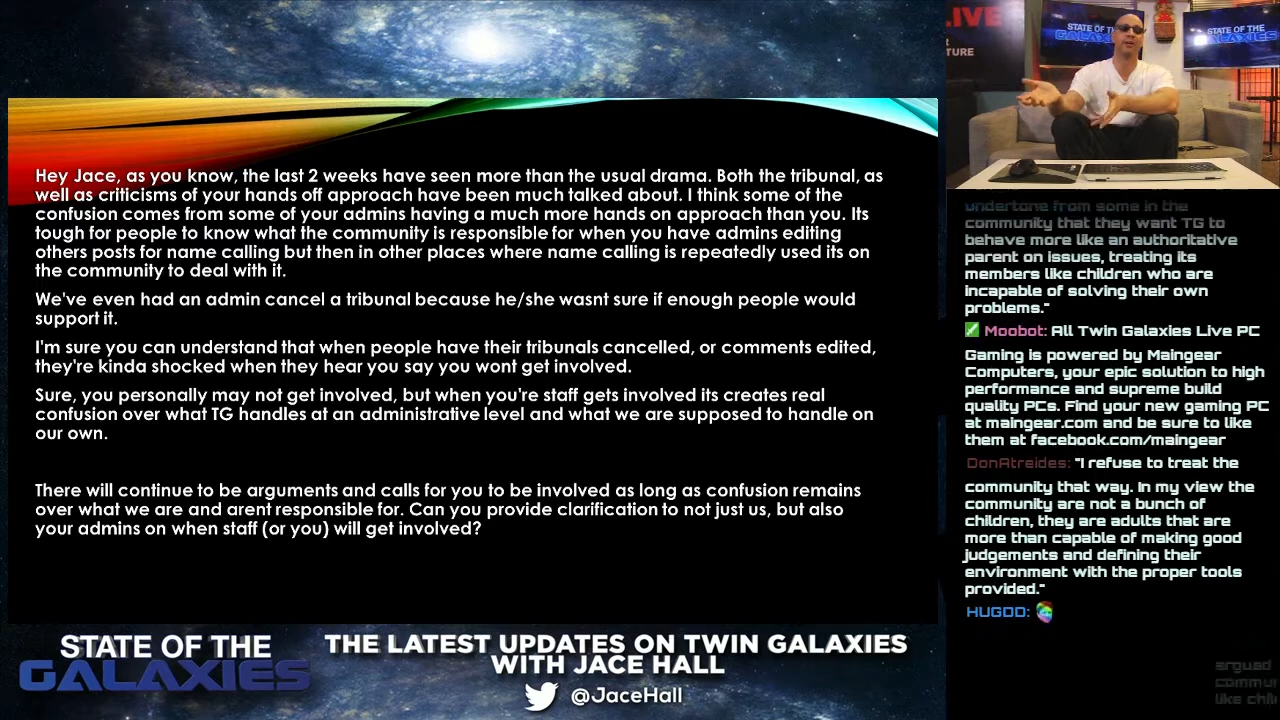 Hey Jace, as you know, the last 2 weeks have seen more than the usual drama. Both the tribunal, as
well as criticisms of your hands off approach have been much talked about. I think some of the
confusion comes from some of your admins having a much more hands on approach than you. Its
tough for people to know what the community is responsible for when you have admins editing
others posts for name calling but then in other places where name calling is repeatedly used its on
the community to deal with it.
We've even had an admin cancel a tribunal because he/she wasnt sure if enough people would
support it.
I'm sure you can understand that when people have their tribunals cancelled, or comments edited,
they're kinda shocked when they hear you say you wont get involved.
Sure, you personally may not get involved, but when you're staff gets involved its creates real
confusion over what TG handles at an administrative level and what we are supposed to handle on
our own.
There will continue to be arguments and calls for you to be involved as long as confusion remains
over what we are and arent responsible for. Can you provide clarification to not just us, but also
your admins on when staff (or you) will get involved?
STATE OF THE
GALAXIES
THE LATEST UPDATES ON TWIN GALAXIES
WITH JACE HALL
@JaceHall
LIVE
STATE OF THE
GALAXIES
STATE OF THE
GALAXIES
undertone from some in the
community that they want TG to
behave more like an authoritative
parent on issues, treating its
members like children who are
incapable of solving their own
problems."
Moobot: All Twin Galaxies Live PC
Gaming is powered by Maingear
Computers, your epic solution to high
performance and supreme build
quality PCs. Find your new gaming PC
at maingear.com and be sure to like
them at facebook.com/maingear
DonAtreides: "I refuse to treat the
community that way. In my view the
community are not a bunch of
children, they are adults that are
more than capable of making good
judgements and defining their
environment with the proper tools
provided."
HUGOD: